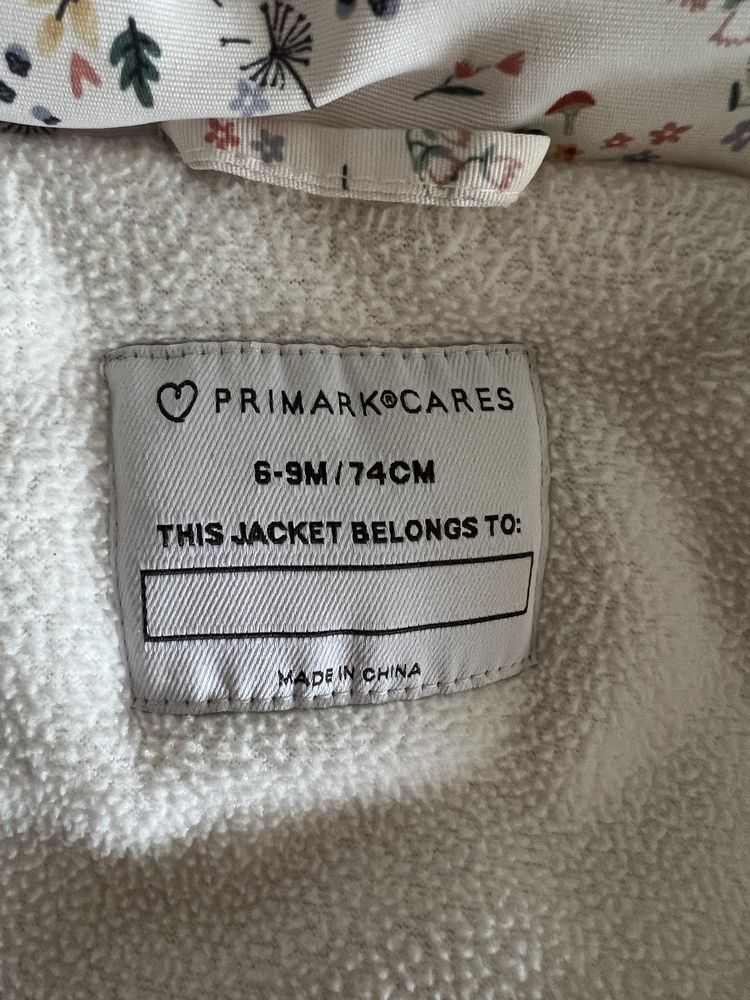 PRIMARK®CARES
6-9M/74CM
THIS JACKET BELONGS TO:
MADE IN CHINA